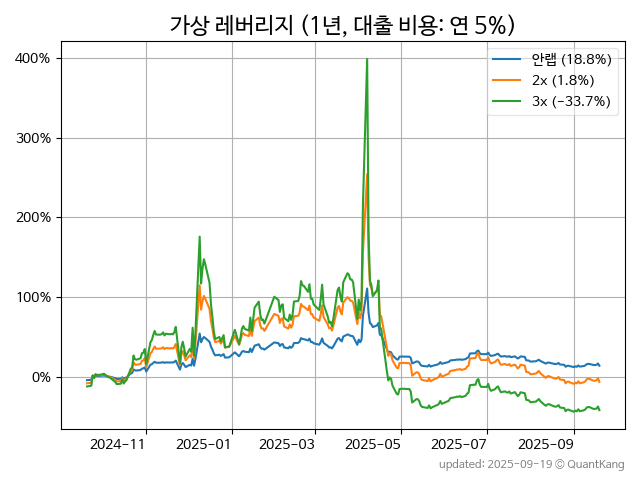 가상 레버리지 (1년, 대출 비용: 연 5%)
400%
300%
200%
100%
0%
안랩 (18.8%)
2x (1.8%)
3x (−33.7%)
2024-11
2025-01
2025-03
2025-05
2025-07
2025-09
updated: 2025-09-19 © QuantKang